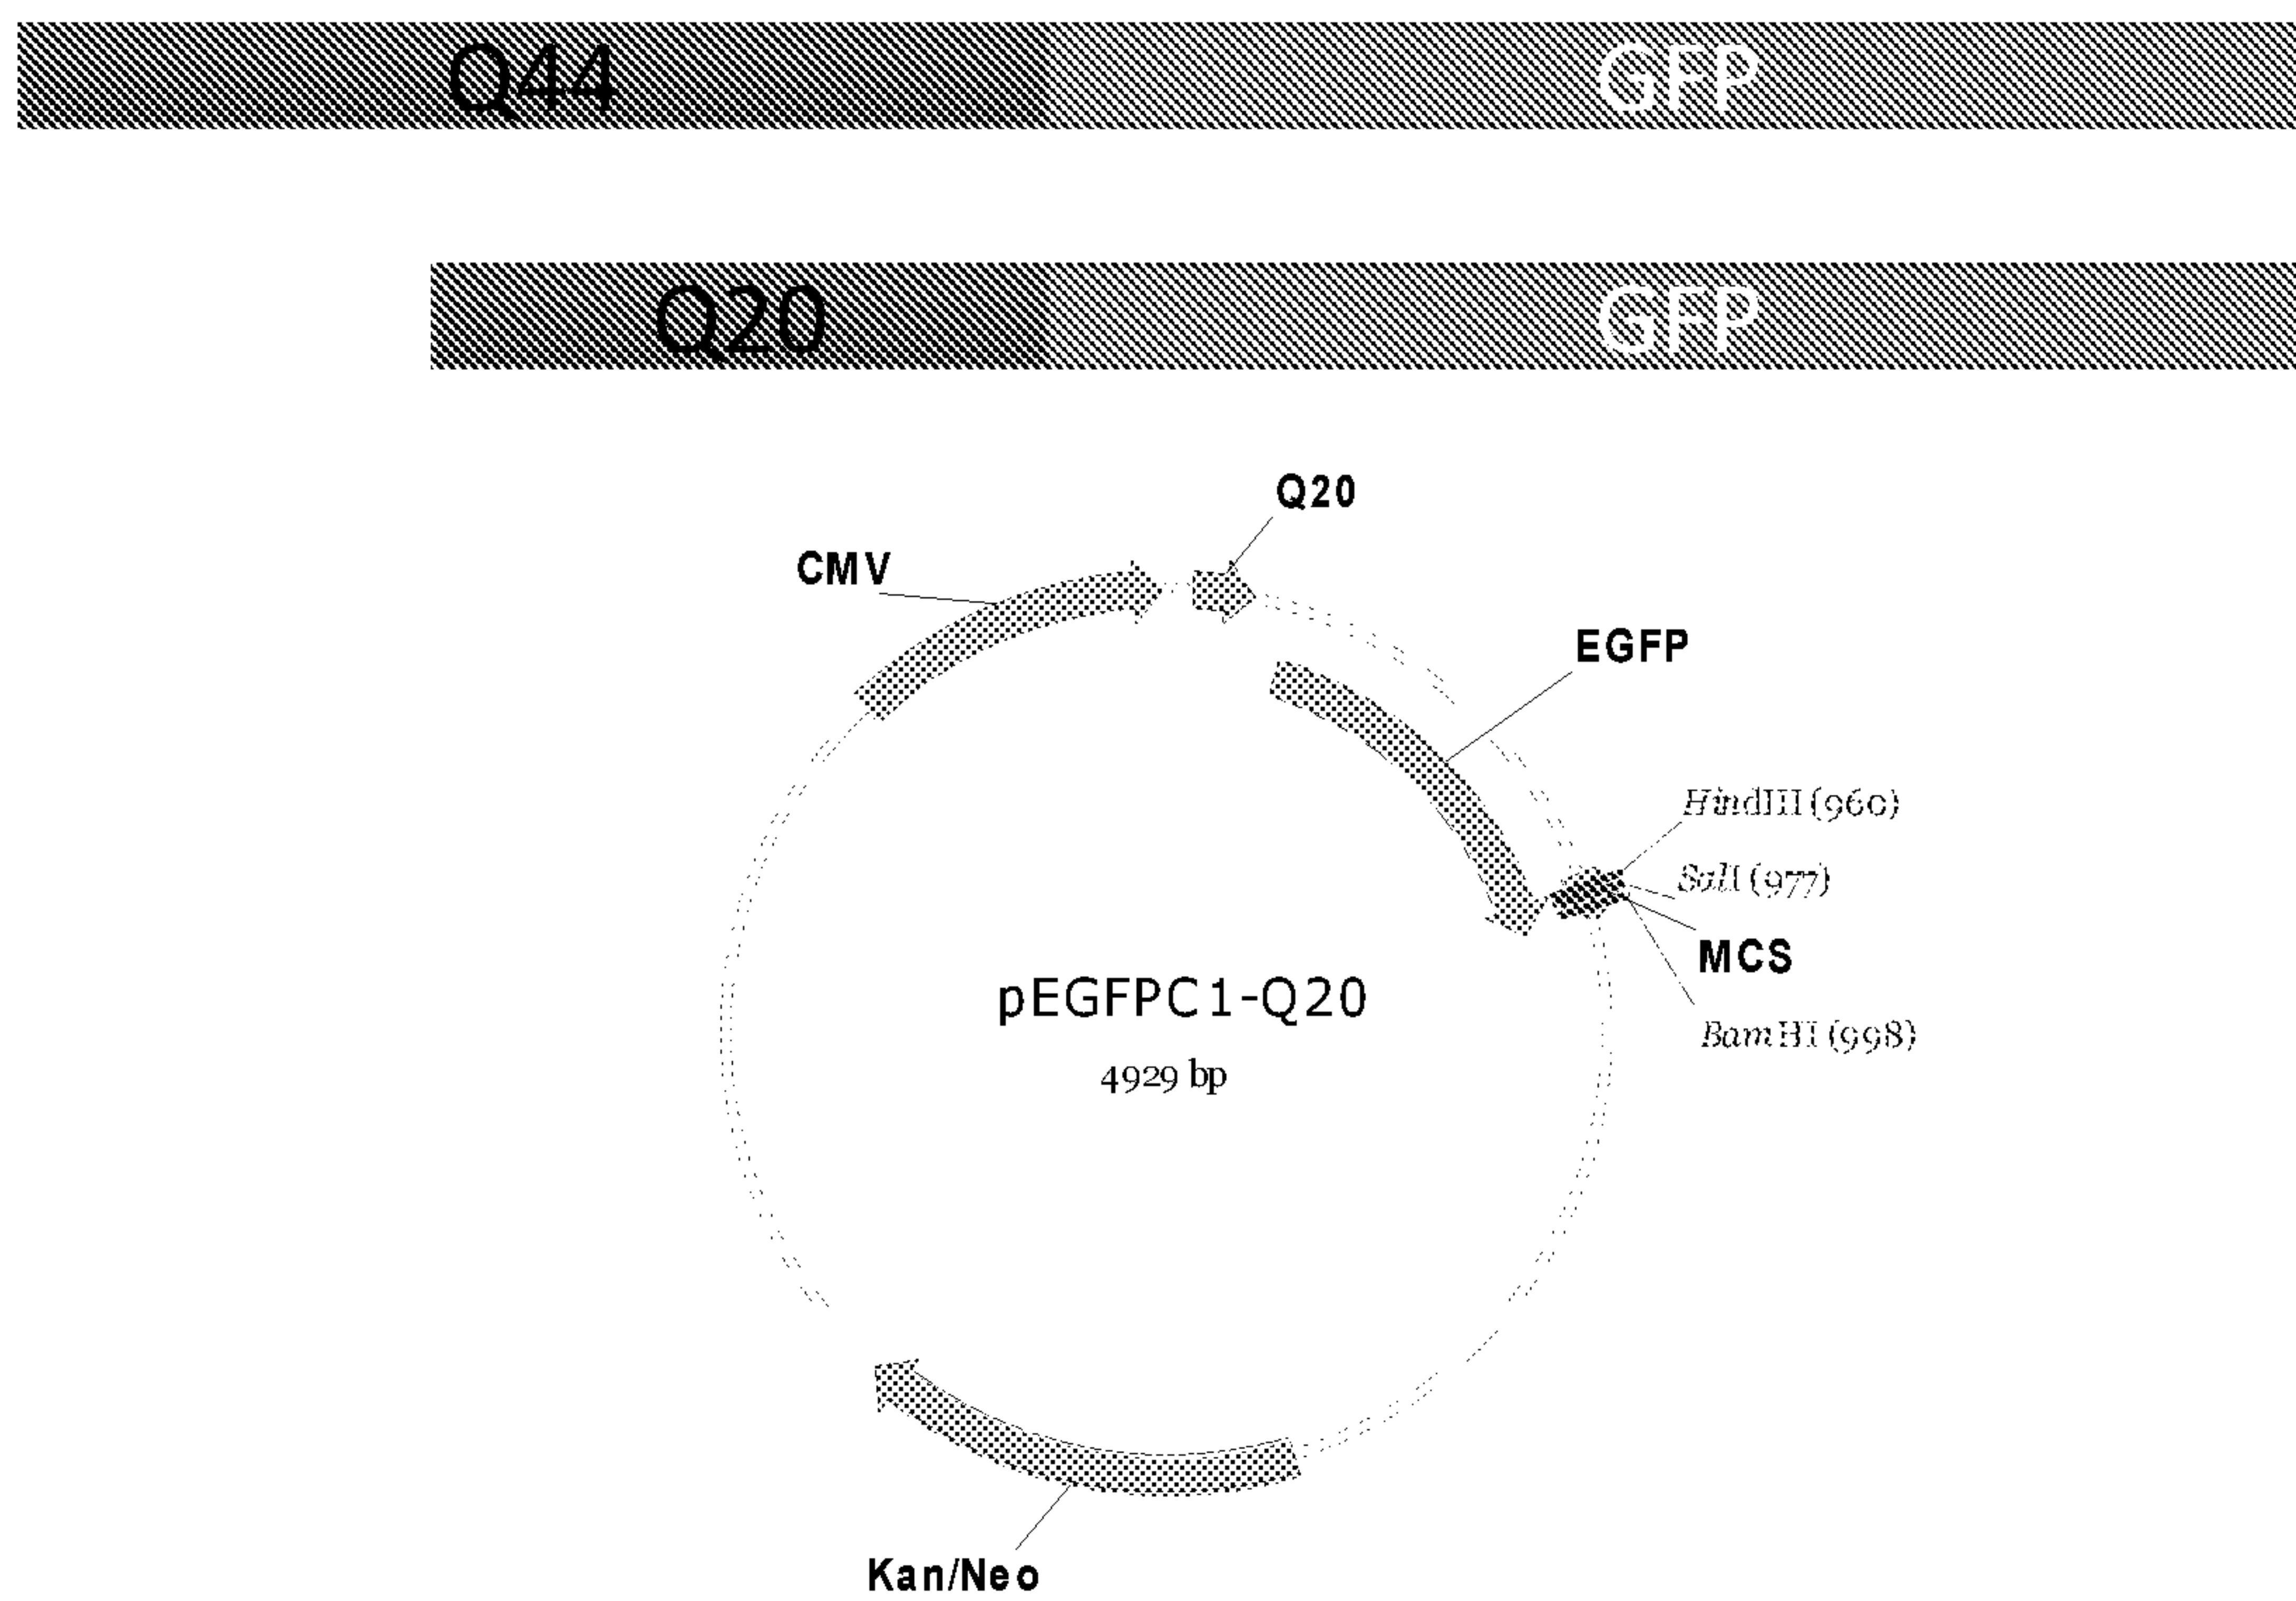 Q44 GFP
Q20 GFP
Q20
CMV
EGFP
HindIII (960)
SalI (977)
MCS
pEGFPC1-Q20
BamHI (998)
4929 bp
Kan/Neo